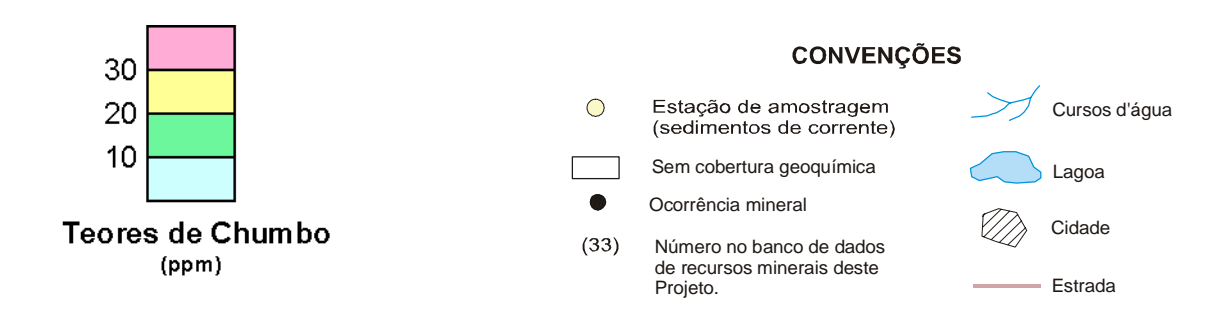 30
20
10
Teores de Chumbo
(ppm)
CONVENÇÕES
Estação de amostragem
(sedimentos de corrente)
Sem cobertura geoquímica
Ocorrência mineral
(33)
Número no banco de dados
de recursos minerais deste
Projeto.
Cursos d'água
Lagoa
Cidade
Estrada